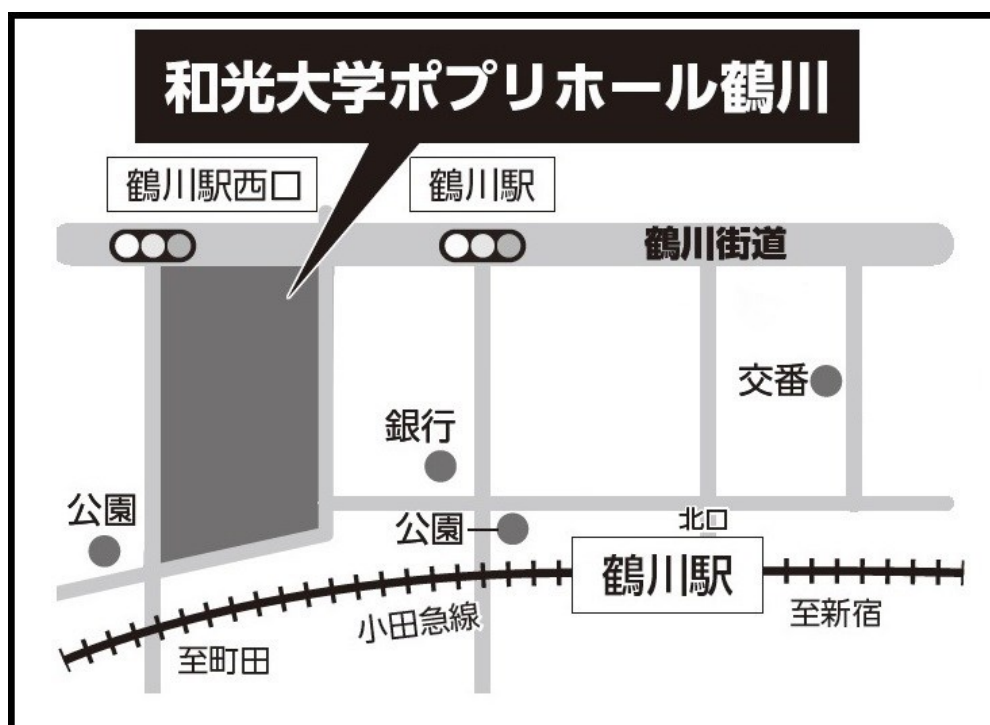 和光大学ポプリホール鶴川
鶴川駅西口
鶴川駅
鶴川街道
交番
銀行
公園
公園
北口
鶴川駅
小田急線
至新宿
至町田